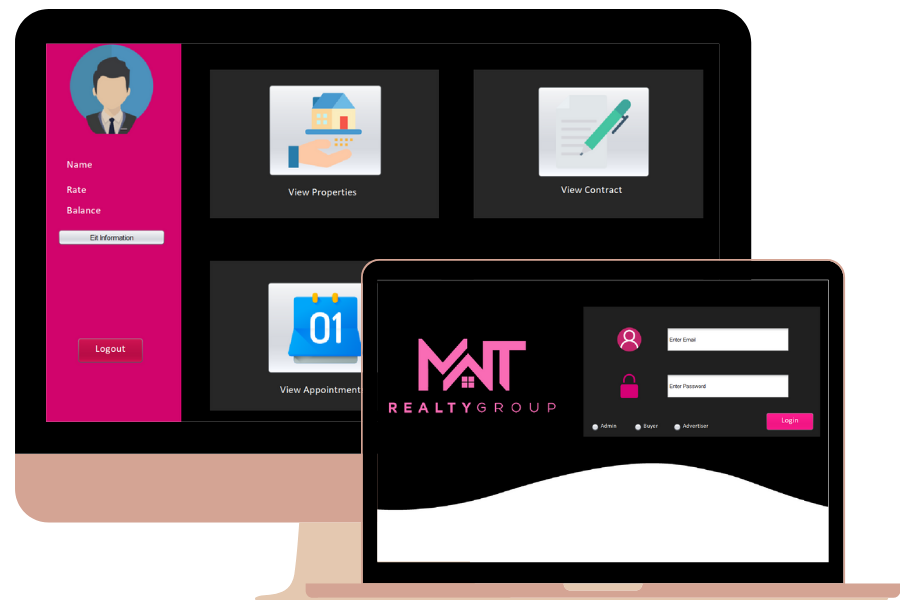 Name
Rate
Balance
Eit Information
Logout
View Properties
View Contract
01
View Appointment
MNT
REALTYGROUP
Enter Email
Enter Password
Admin
Buyer
Advertiser
Login